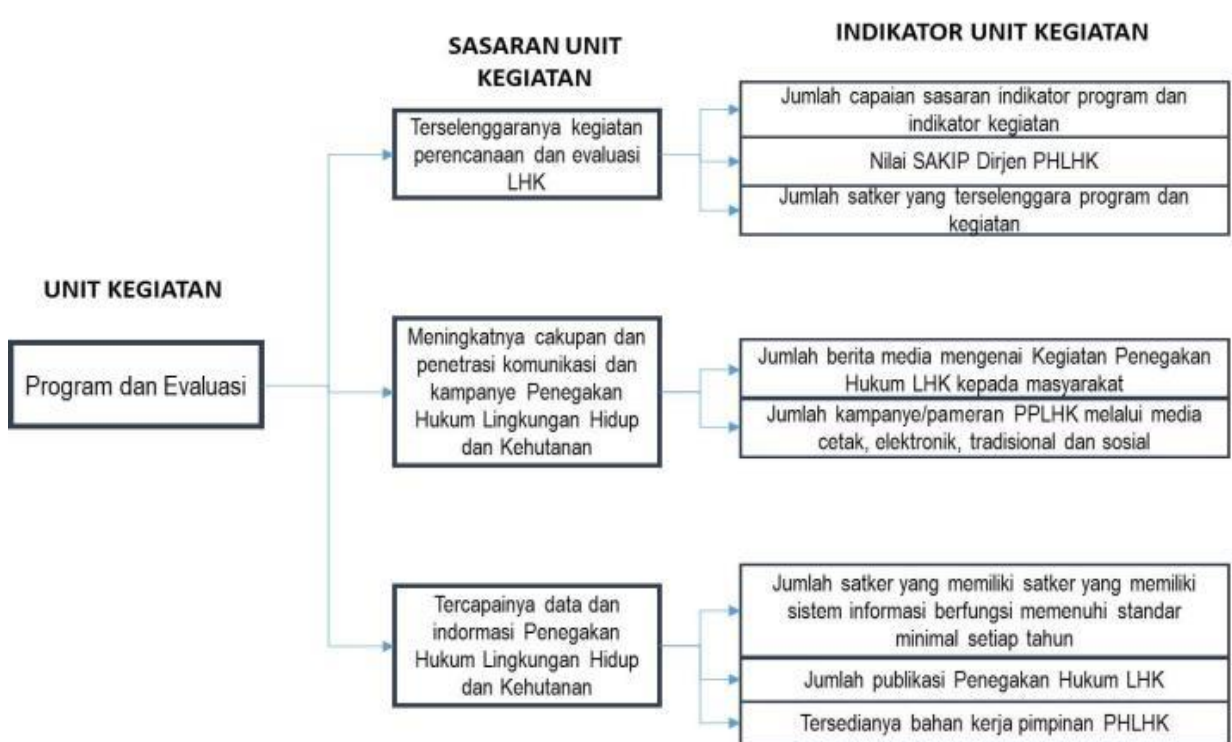 SASARAN UNIT
KEGIATAN
INDIKATOR UNIT KEGIATAN
UNIT KEGIATAN
Program dan Evaluasi
Terselenggaranya kegiatan
perencanaan dan evaluasi
LHK
Jumlah capaian sasaran indikator program dan
indikator kegiatan
Nilai SAKIP Dirjen PHLHK
Jumlah satker yang terselenggara program dan
kegiatan
Meningkatnya cakupan dan
penetrasi komunikasi dan
kampanye Penegakan
Hukum Lingkungan Hidup
dan Kehutanan
Jumlah berita media mengenai Kegiatan Penegakan
Hukum LHK kepada masyarakat
Jumlah kampanye/pameran PPLHK melalui media
cetak, elektronik, tradisional dan sosial
Tercapainya data dan
indormasi Penegakan
Hukum Lingkungan Hidup
dan Kehutanan
Jumlah satker yang memiliki satker yang memiliki
sistem informasi berfungsi memenuhi standar
minimal setiap tahun
Jumlah publikasi Penegakan Hukum LHK
Tersedianya bahan kerja pimpinan PHLHK